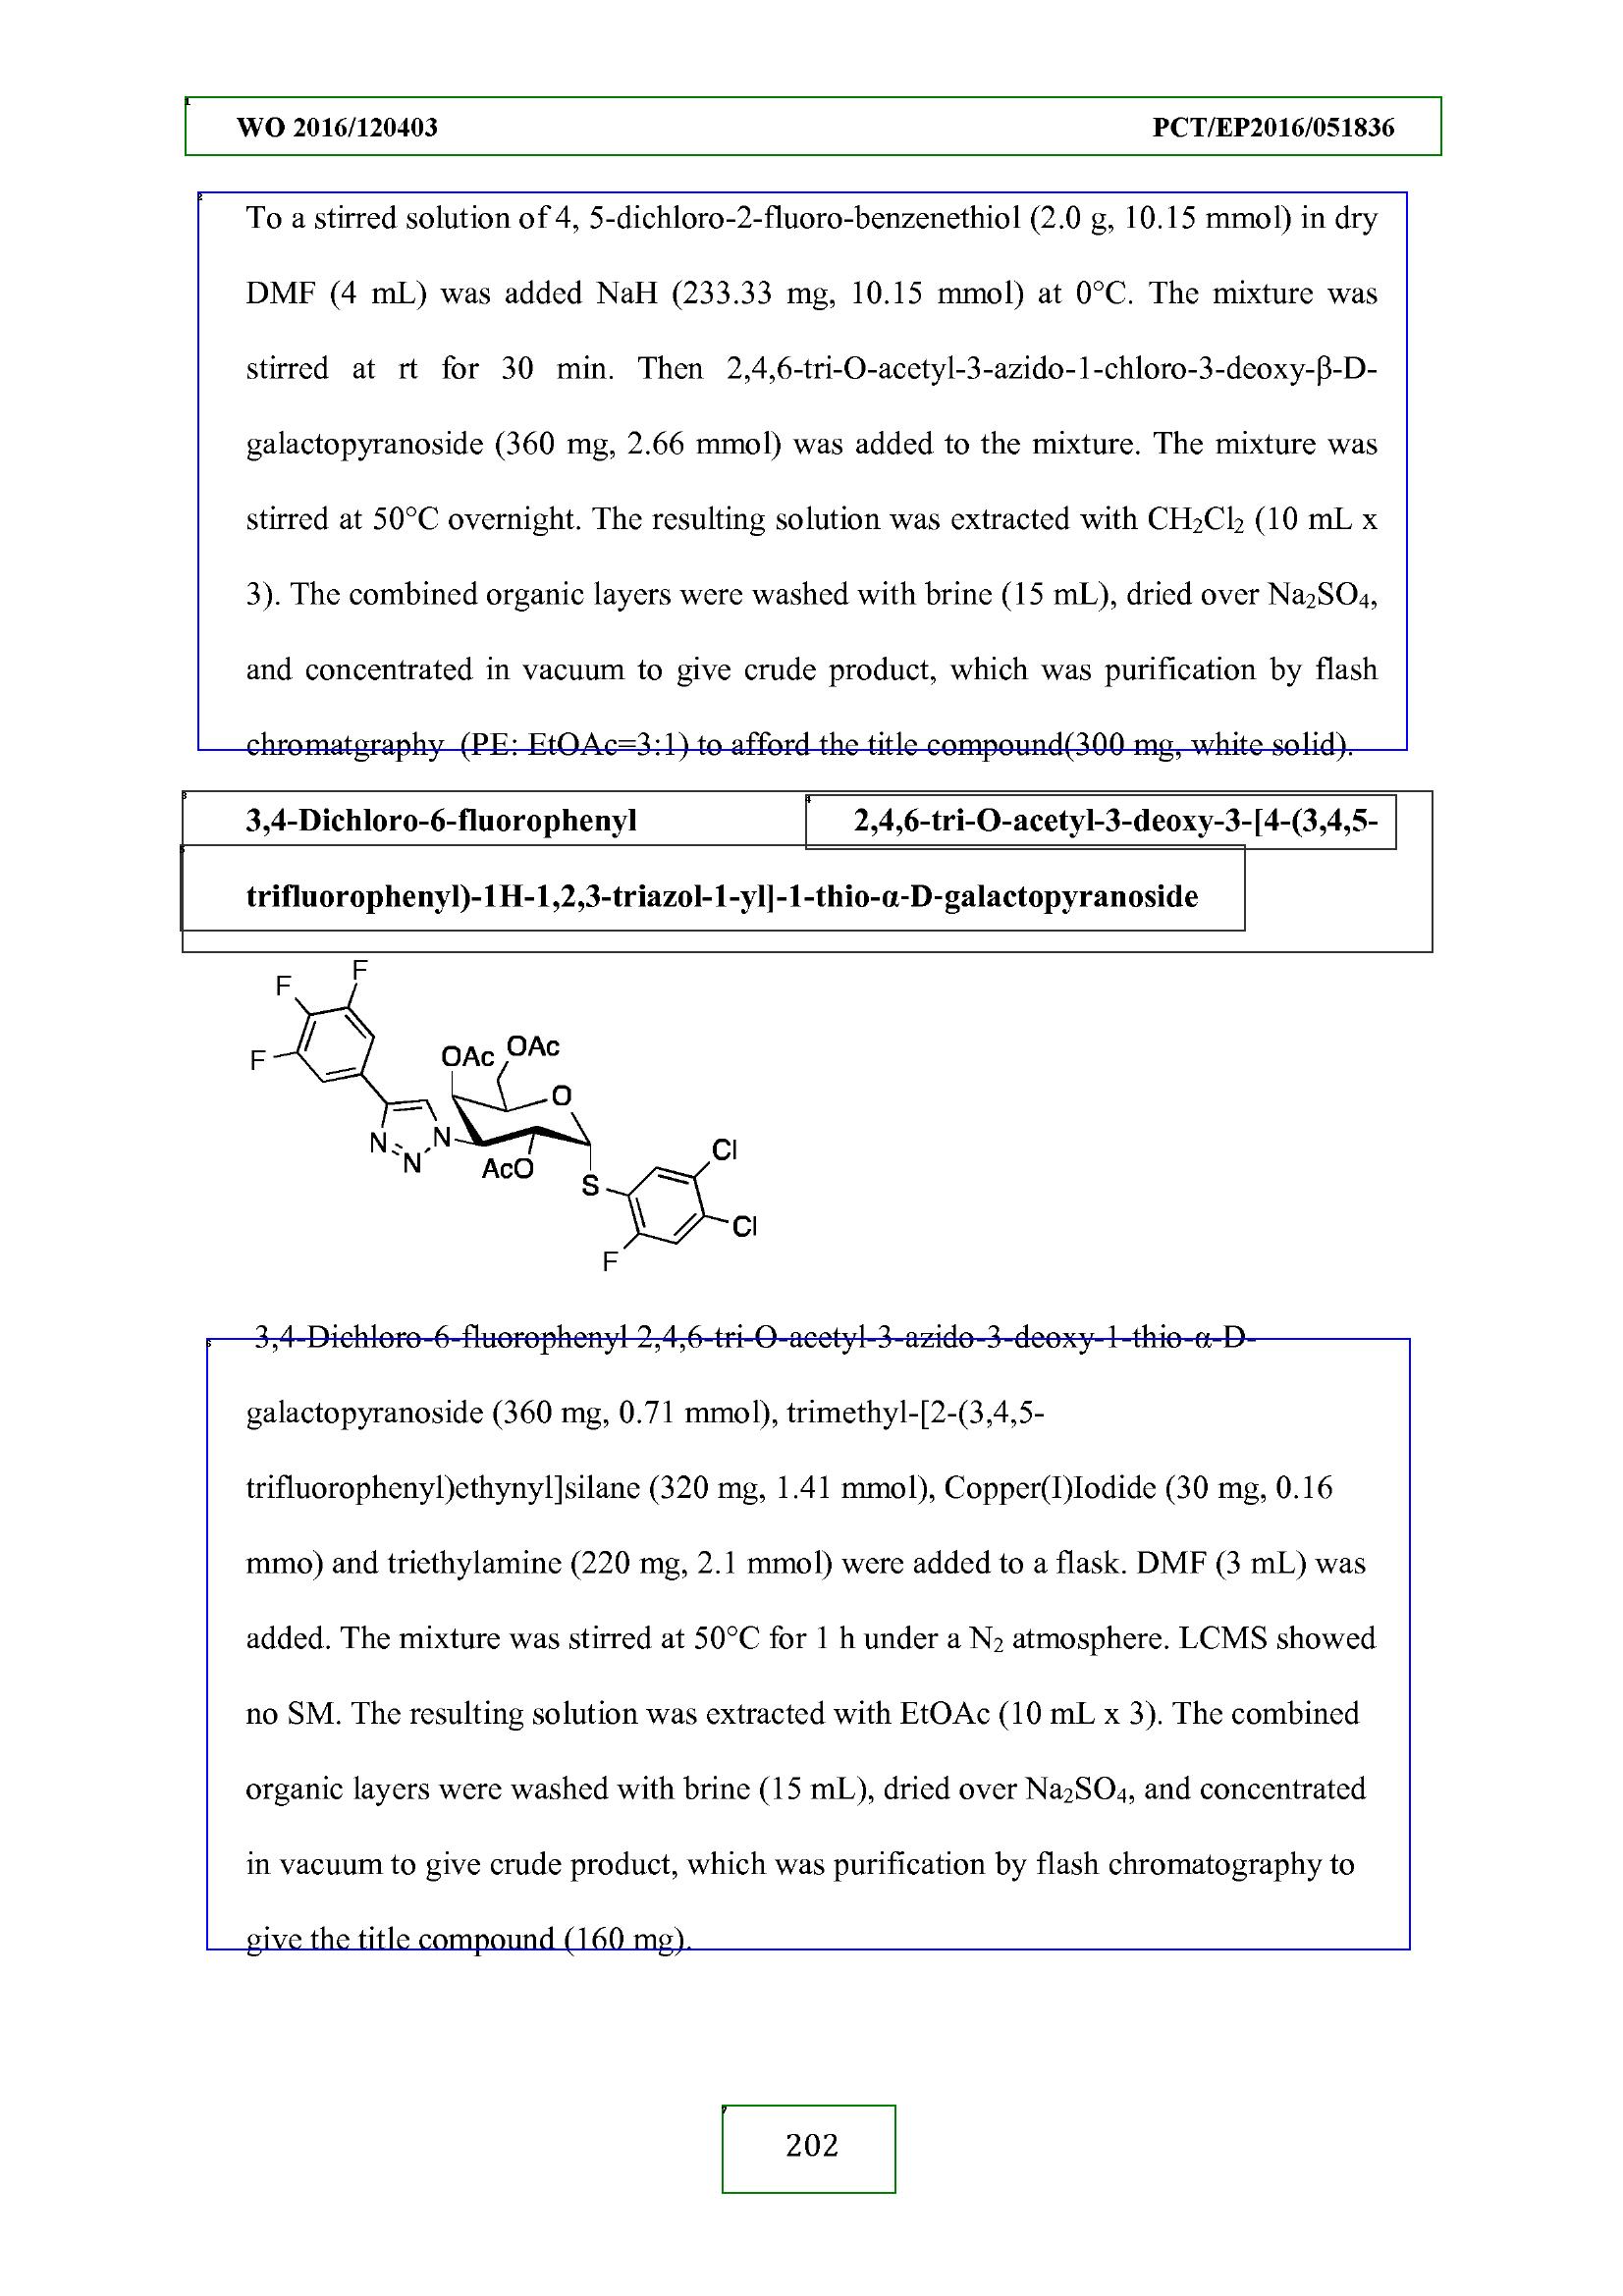 WO 2016/120403 PCT/EP2016/051836
To a stirred solution of 4, 5-dichloro-2-fluoro-benzenethiol (2.0 g, 10.15 mmol) in dry
DMF (4 mL) was added NaH (233.33 mg, 10.15 mmol) at 0°C. The mixture was
stirred at rt for 30 min. Then 2,4,6-tri-O-acetyl-3-azido-1-chloro-3-deoxy-β-D-
galactopyranoside (360 mg, 2.66 mmol) was added to the mixture. The mixture was
stirred at 50°C overnight. The resulting solution was extracted with CH₂Cl₂ (10 mL x
3). The combined organic layers were washed with brine (15 mL), dried over Na₂SO₄,
and concentrated in vacuum to give crude product, which was purification by flash
chromatgraphy (PE: EtOAc=3:1) to afford the title compound(300 mg, white solid).
3,4-Dichloro-6-fluorophenyl 2,4,6-tri-O-acetyl-3-deoxy-3-[4-(3,4,5-
trifluorophenyl)-1H-1,2,3-triazol-1-yl]-1-thio-α-D-galactopyranoside
F
F
F
OAc
OAc
O
N
N
N
AcO
S
Cl
Cl
F
3,4-Dichloro-6-fluorophenyl 2,4,6-tri-O-acetyl-3-azido-3-deoxy-1-thio-α-D-
galactopyranoside (360 mg, 0.71 mmol), trimethyl-[2-(3,4,5-
trifluorophenyl)ethynyl]silane (320 mg, 1.41 mmol), Copper(I)Iodide (30 mg, 0.16
mmo) and triethylamine (220 mg, 2.1 mmol) were added to a flask. DMF (3 mL) was
added. The mixture was stirred at 50°C for 1 h under a N₂ atmosphere. LCMS showed
no SM. The resulting solution was extracted with EtOAc (10 mL x 3). The combined
organic layers were washed with brine (15 mL), dried over Na₂SO₄, and concentrated
in vacuum to give crude product, which was purification by flash chromatography to
give the title compound (160 mg).
202